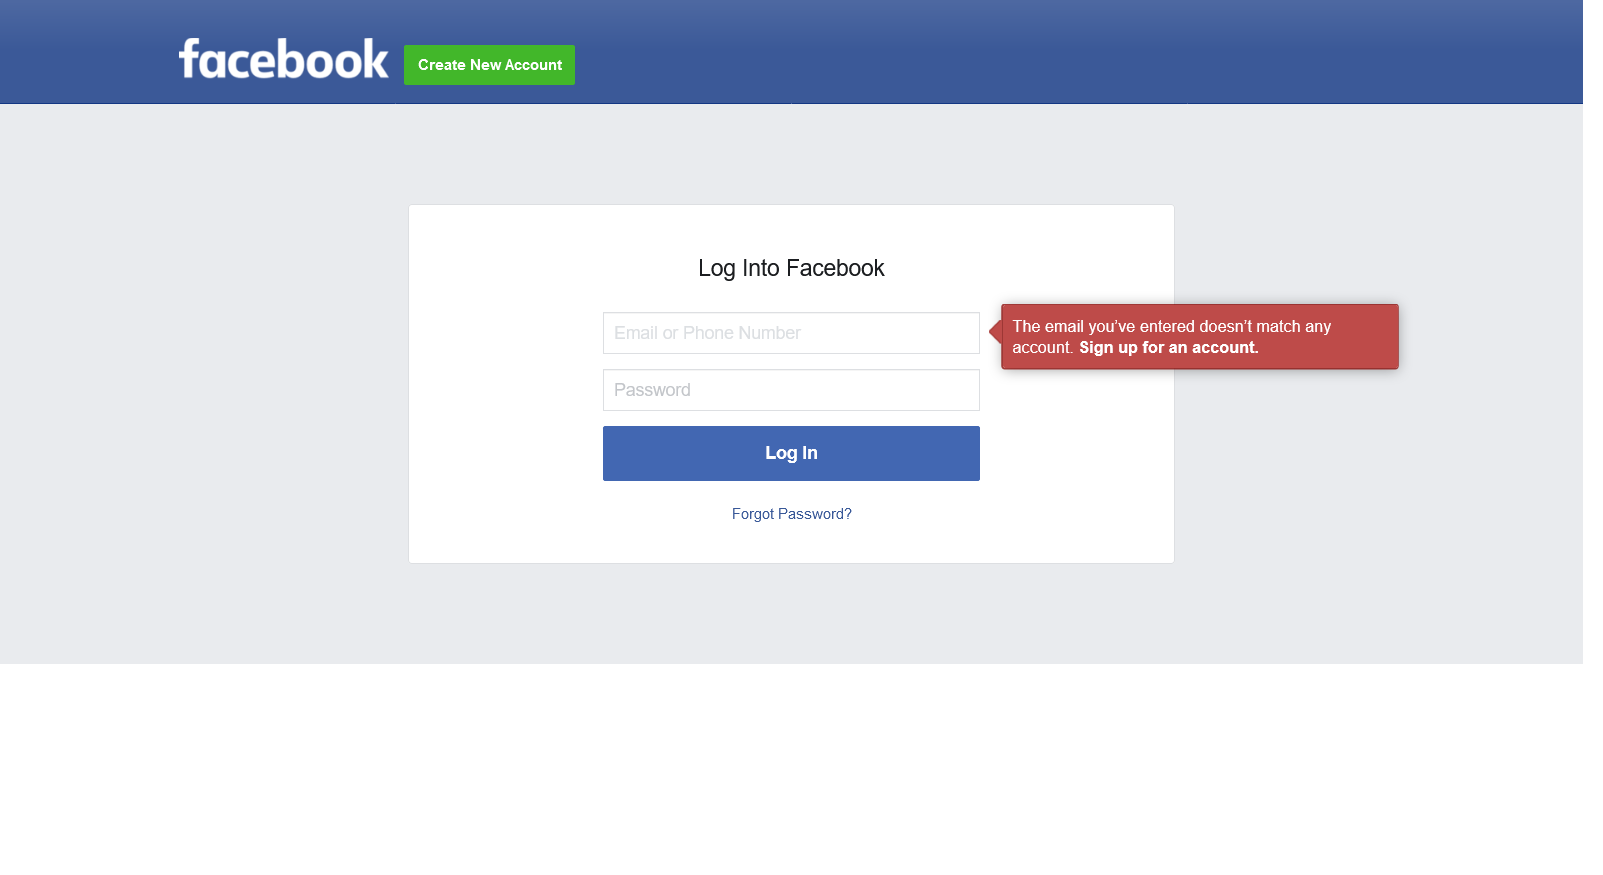 facebook
Create New Account
Log Into Facebook
Email or Phone Number
The email you’ve entered doesn’t match any
account. Sign up for an account.
Password
Log In
Forgot Password?